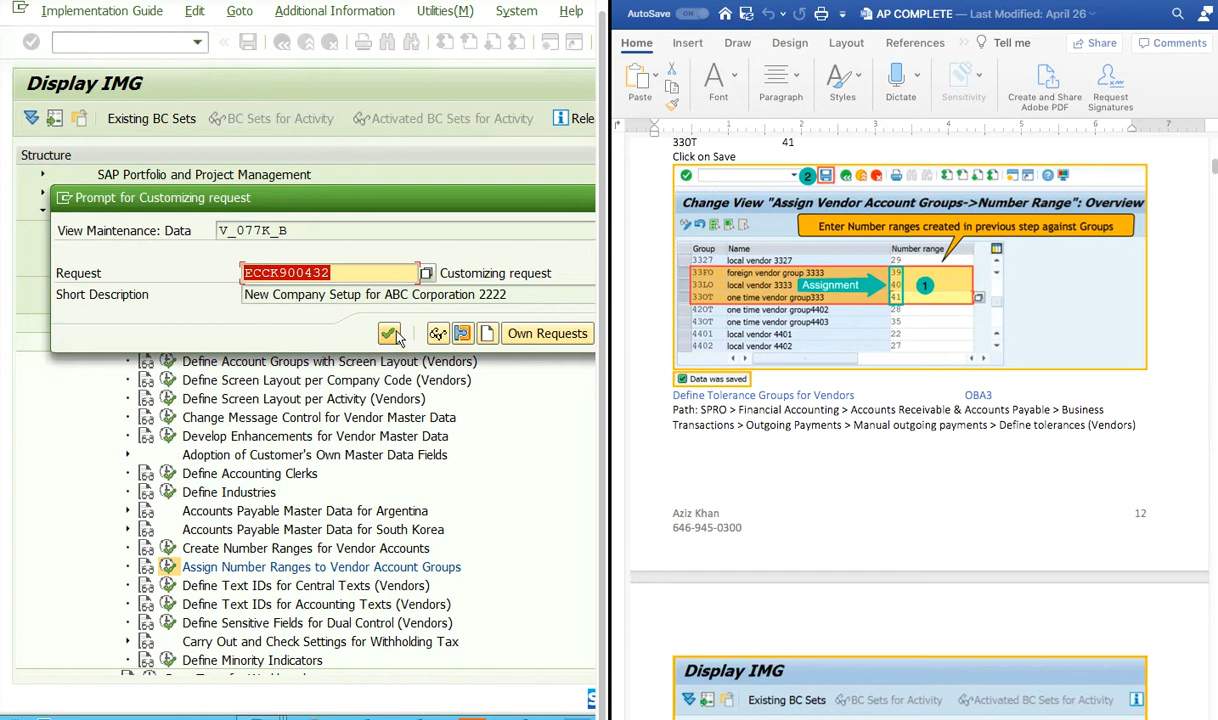 Implementation Guide Edit Goto Additional Information Utilities(M) System Help
Display IMG
Existing BC Sets BC Sets for Activity Activated BC Sets for Activity Rele
Structure
SAP Portfolio and Project Management
Prompt for Customizing request
View Maintenance: Data V_077K_B
Request ECCK900432 Customizing request
Short Description New Company Setup for ABC Corporation 2222
Own Requests
Define Account Groups with Screen Layout (Vendors)
Define Screen Layout per Company Code (Vendors)
Define Screen Layout per Activity (Vendors)
Change Message Control for Vendor Master Data
Develop Enhancements for Vendor Master Data
Adoption of Customer's Own Master Data Fields
Define Accounting Clerks
Define Industries
Accounts Payable Master Data for Argentina
Accounts Payable Master Data for South Korea
Create Number Ranges for Vendor Accounts
Assign Number Ranges to Vendor Account Groups
Define Text IDs for Central Texts (Vendors)
Define Text IDs for Accounting Texts (Vendors)
Define Sensitive Fields for Dual Control (Vendors)
Carry Out and Check Settings for Withholding Tax
Define Minority Indicators
AutoSave ON AP COMPLETE — Last Modified: April 26
Home Insert Draw Design Layout References Tell me Share Comments
Paste Font Paragraph Styles Dictate Sensitivity Create and Share Adobe PDF Request Signatures
1 2 3 4 5 6 7
330T 41
Click on Save
2
Change View "Assign Vendor Account Groups->Number Range": Overview
Enter Number ranges created in previous step against Groups
Group Name Number range
3327 local vendor 3327 29
33FO foreign vendor group 3333 39
33LO local vendor 3333 Assignment 40 1
330T one time vendor group333 41
420T one time vendor group4402 28
430T one time vendor group4403 35
4401 local vendor 4401 22
4402 local vendor 4402 27
Data was saved
Define Tolerance Groups for Vendors OBA3
Path: SPRO > Financial Accounting > Accounts Receivable & Accounts Payable > Business
Transactions > Outgoing Payments > Manual outgoing payments > Define tolerances (Vendors)
Aziz Khan 12
646-945-0300
Display IMG
Existing BC Sets BC Sets for Activity Activated BC Sets for Activity